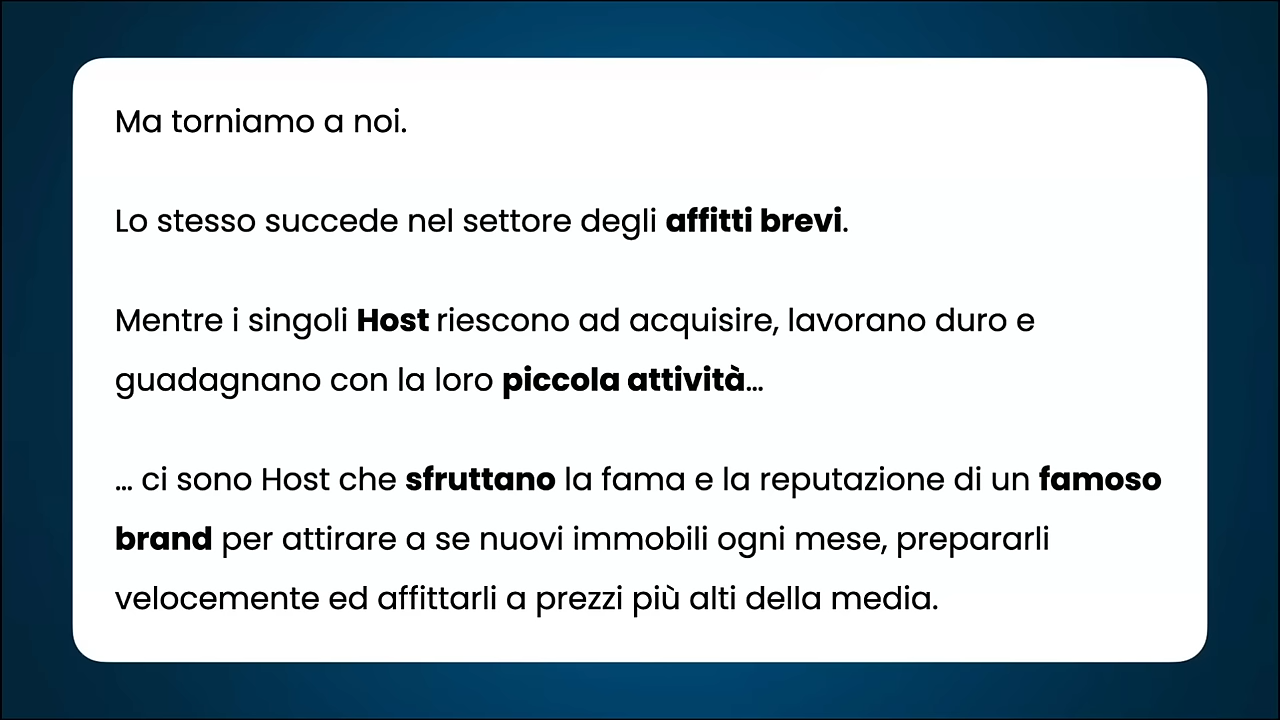 Ma torniamo a noi.
Lo stesso succede nel settore degli affitti brevi.
Mentre i singoli Host riescono ad acquisire, lavorano duro e
guadagnano con la loro piccola attività...
... ci sono Host che sfruttano la fama e la reputazione di un famoso
brand per attirare a se nuovi immobili ogni mese, prepararli
velocemente ed affittarli a prezzi più alti della media.